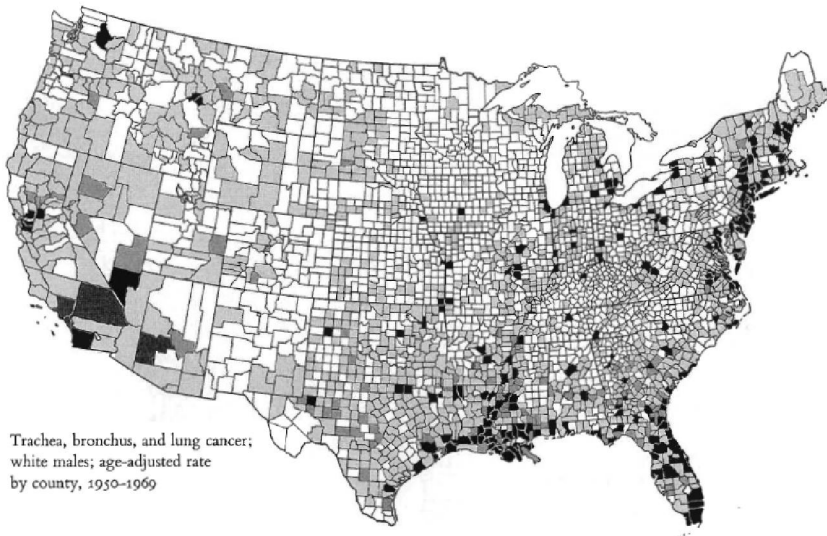 Trachea, bronchus, and lung cancer;
white males; age-adjusted rate
by county, 1950–1969